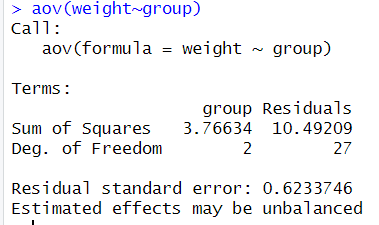 > aov(weight~group)
Call:
   aov(formula = weight ~ group)
Terms:
                   group Residuals
Sum of Squares   3.76634  10.49209
Deg. of Freedom        2        27
Residual standard error: 0.6233746
Estimated effects may be unbalanced